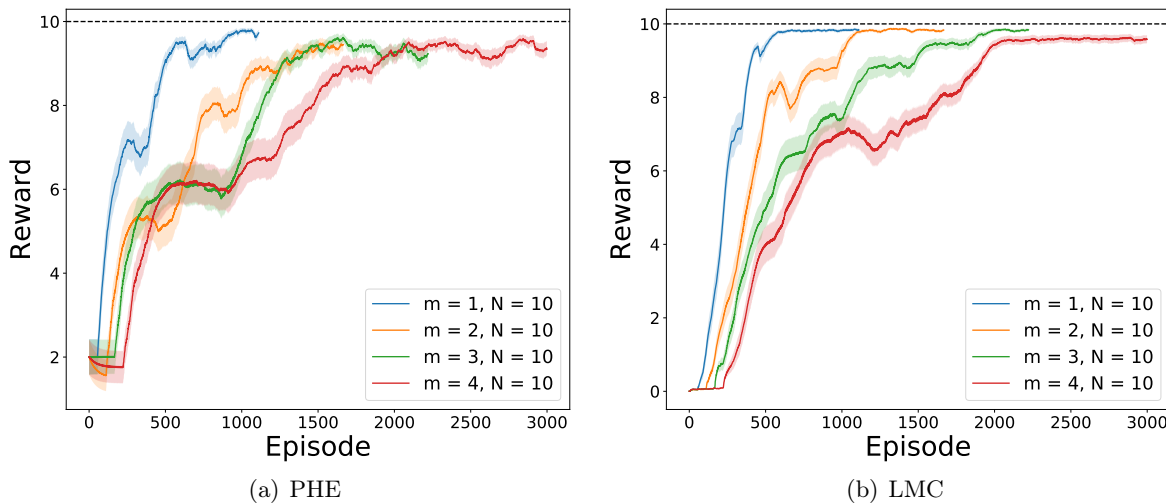 10
8
6
4
2
Reward
m = 1, N = 10
m = 2, N = 10
m = 3, N = 10
m = 4, N = 10
0 500 1000 1500 2000 2500 3000
Episode
(a) PHE
10
8
6
4
2
0
Reward
m = 1, N = 10
m = 2, N = 10
m = 3, N = 10
m = 4, N = 10
0 500 1000 1500 2000 2500 3000
Episode
(b) LMC